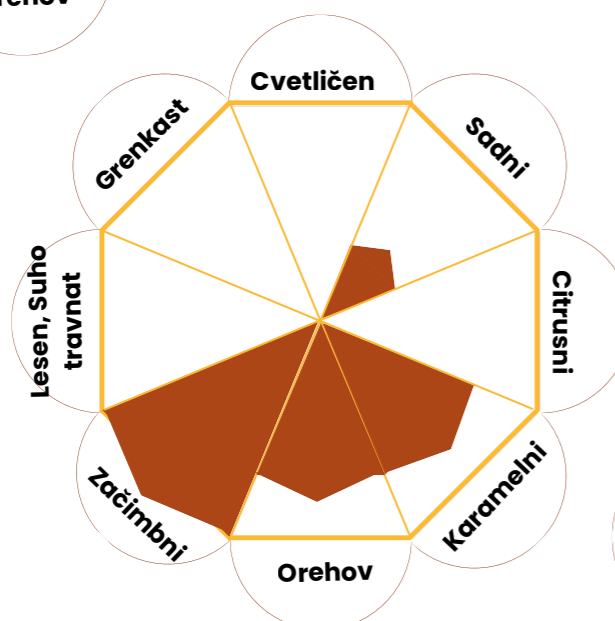 Cvetličen
Sadni
Citrusni
Karamelni
Orehov
Začimbni
Lesen, Suho
travnat
Grenkast